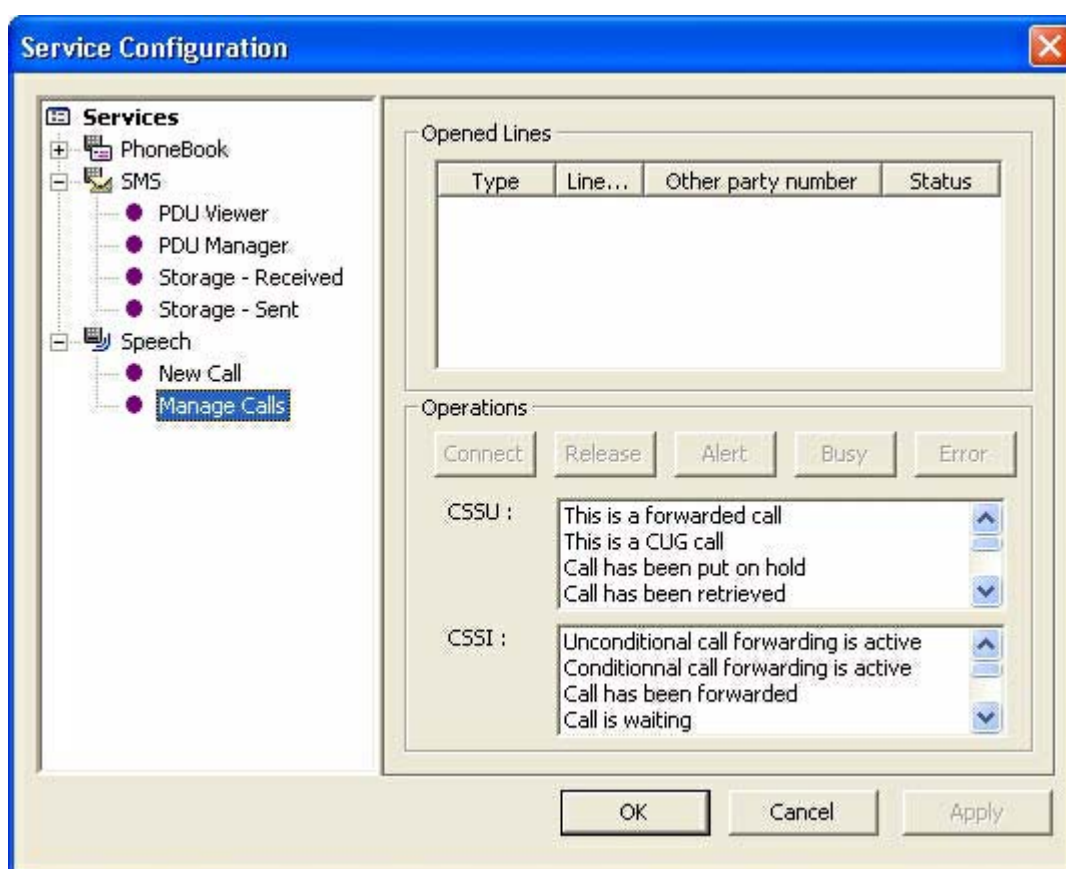 Service Configuration
Services
PhoneBook
SMS
PDU Viewer
PDU Manager
Storage - Received
Storage - Sent
Speech
New Call
Manage Calls
Opened Lines
Type Line... Other party number Status
Operations
Connect Release Alert Busy Error
CSSU :
This is a forwarded call
This is a CUG call
Call has been put on hold
Call has been retrieved
CSSI :
Unconditional call forwarding is active
Conditionnal call forwarding is active
Call has been forwarded
Call is waiting
OK Cancel Apply